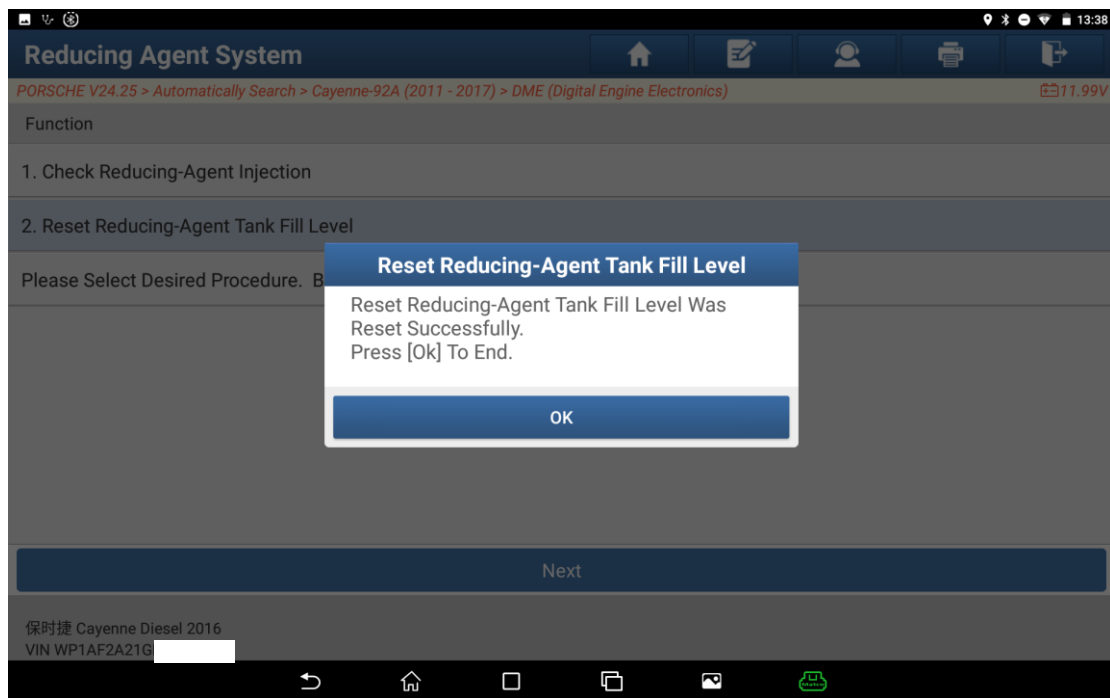 13:38
Reducing Agent System
PORSCHE V24.25 > Automatically Search > Cayenne-92A (2011 - 2017) > DME (Digital Engine Electronics)
11.99V
Function
1. Check Reducing-Agent Injection
2. Reset Reducing-Agent Tank Fill Level
Please Select Desired Procedure. B
Reset Reducing-Agent Tank Fill Level
Reset Reducing-Agent Tank Fill Level Was
Reset Successfully.
Press [Ok] To End.
OK
Next
保时捷 Cayenne Diesel 2016
VIN WP1AF2A21G